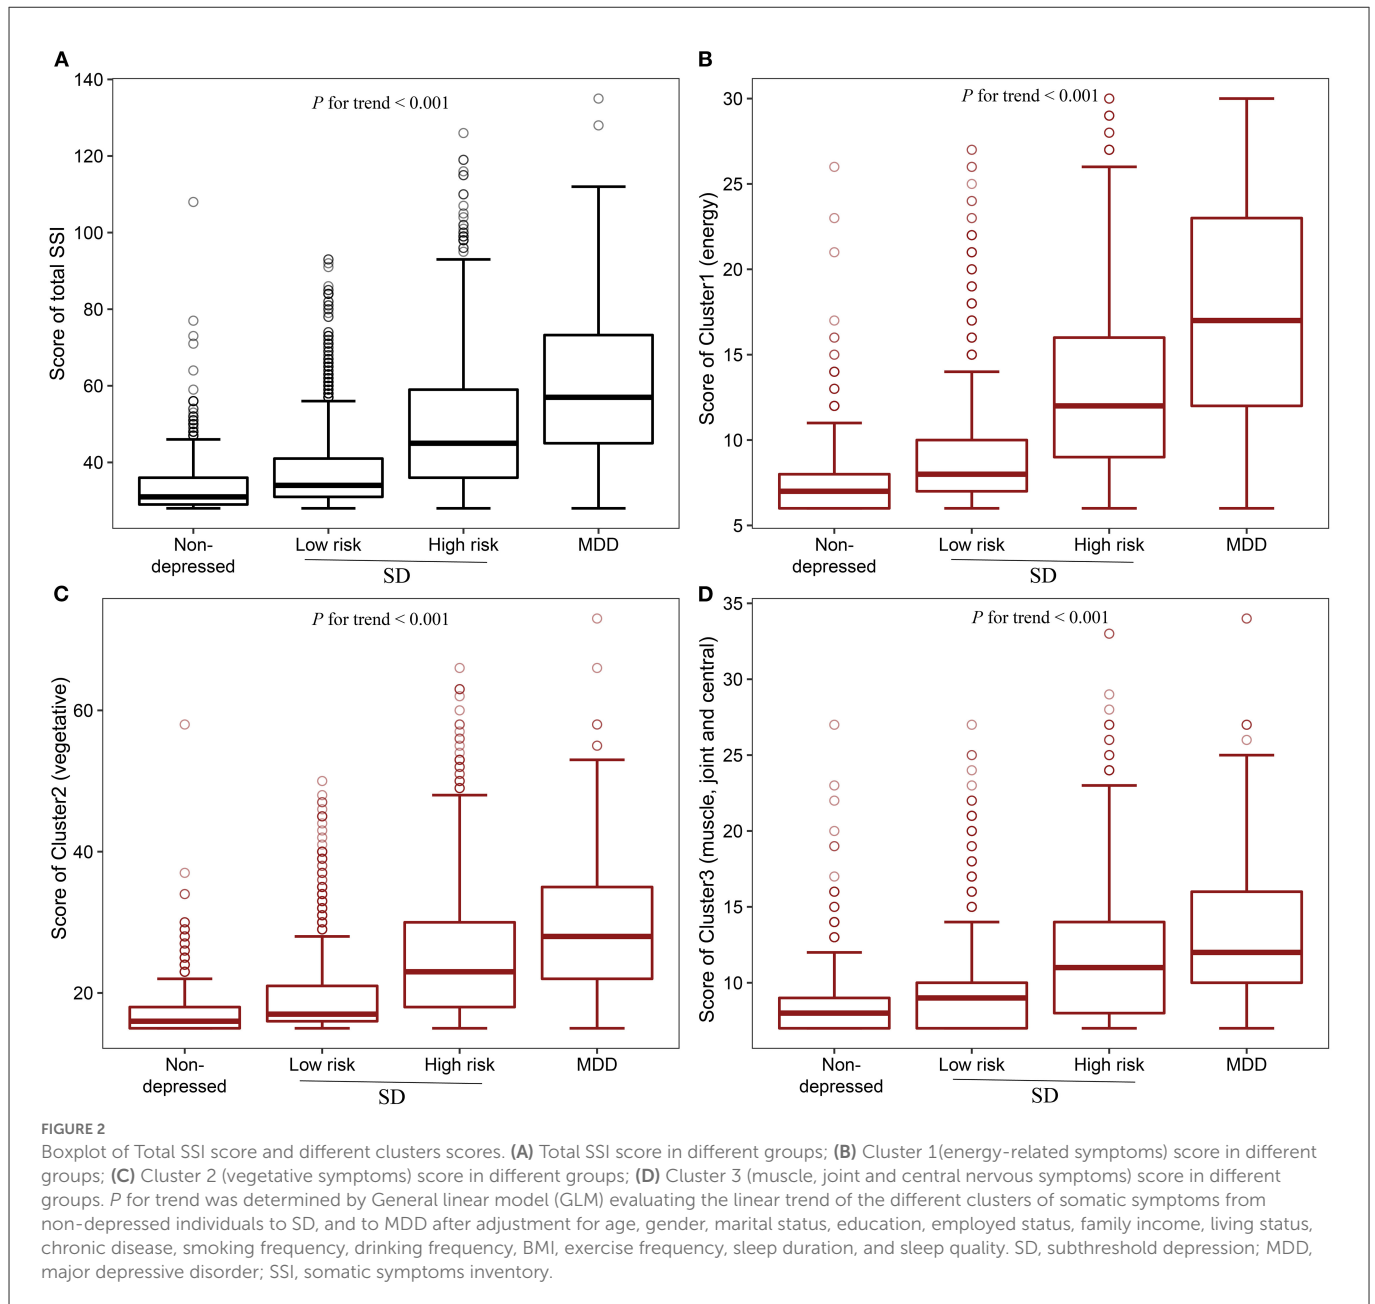 A
P for trend < 0.001
Score of total SSI
140
120
100
80
60
40
Non-
depressed
Low risk
High risk
MDD
SD
B
P for trend < 0.001
Score of Cluster1 (energy)
30
25
20
15
10
5
Non-
depressed
Low risk
High risk
MDD
SD
C
P for trend < 0.001
Score of Cluster2 (vegetative)
60
40
20
Non-
depressed
Low risk
High risk
MDD
SD
D
P for trend < 0.001
Score of Cluster3 (muscle, joint and central)
35
30
25
20
15
10
Non-
depressed
Low risk
High risk
MDD
SD
FIGURE 2
Boxplot of Total SSI score and different clusters scores. (A) Total SSI score in different groups; (B) Cluster 1(energy-related symptoms) score in different
groups; (C) Cluster 2 (vegetative symptoms) score in different groups; (D) Cluster 3 (muscle, joint and central nervous symptoms) score in different
groups. P for trend was determined by General linear model (GLM) evaluating the linear trend of the different clusters of somatic symptoms from
non-depressed individuals to SD, and to MDD after adjustment for age, gender, marital status, education, employed status, family income, living status,
chronic disease, smoking frequency, drinking frequency, BMI, exercise frequency, sleep duration, and sleep quality. SD, subthreshold depression; MDD,
major depressive disorder; SSI, somatic symptoms inventory.